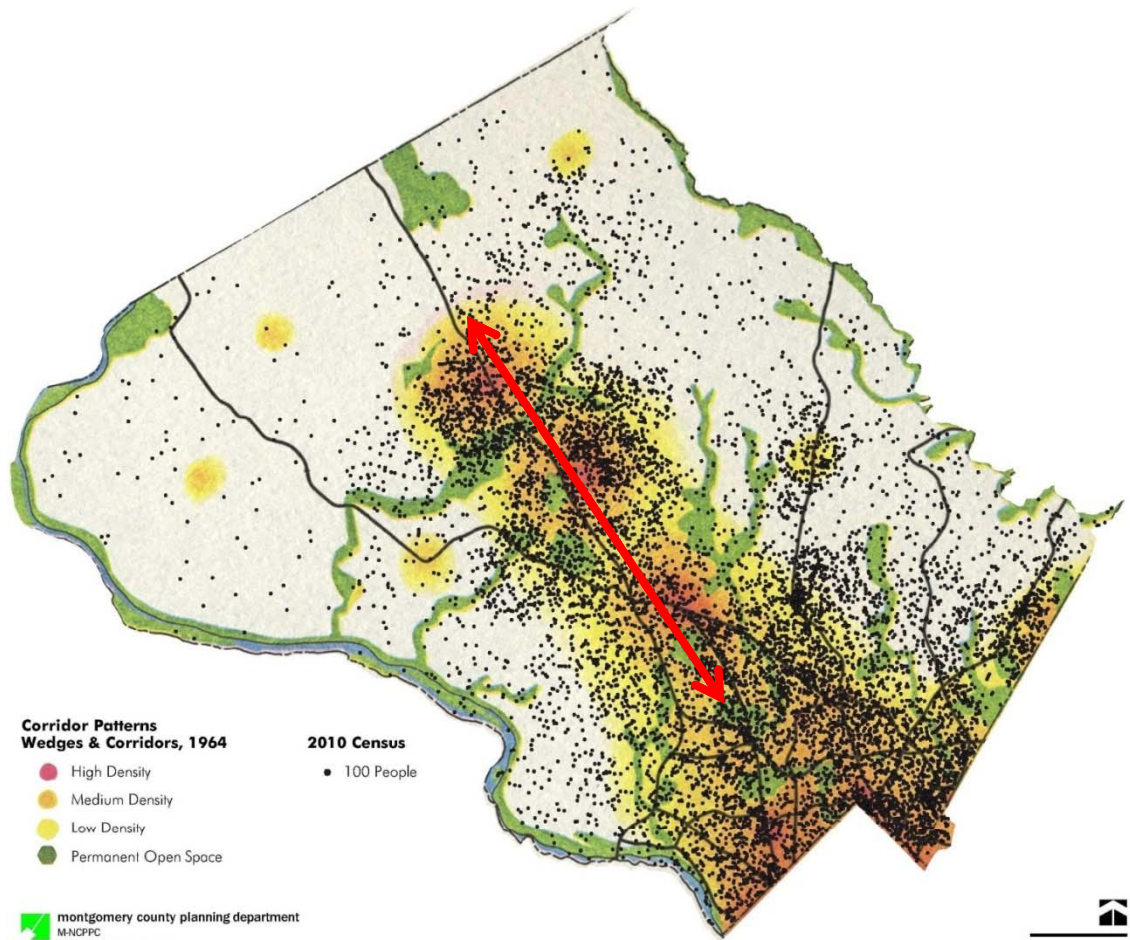 Corridor Patterns
Wedges & Corridors, 1964
High Density
Medium Density
Low Density
Permanent Open Space
2010 Census
100 People
montgomery county planning department
M-NCPPC